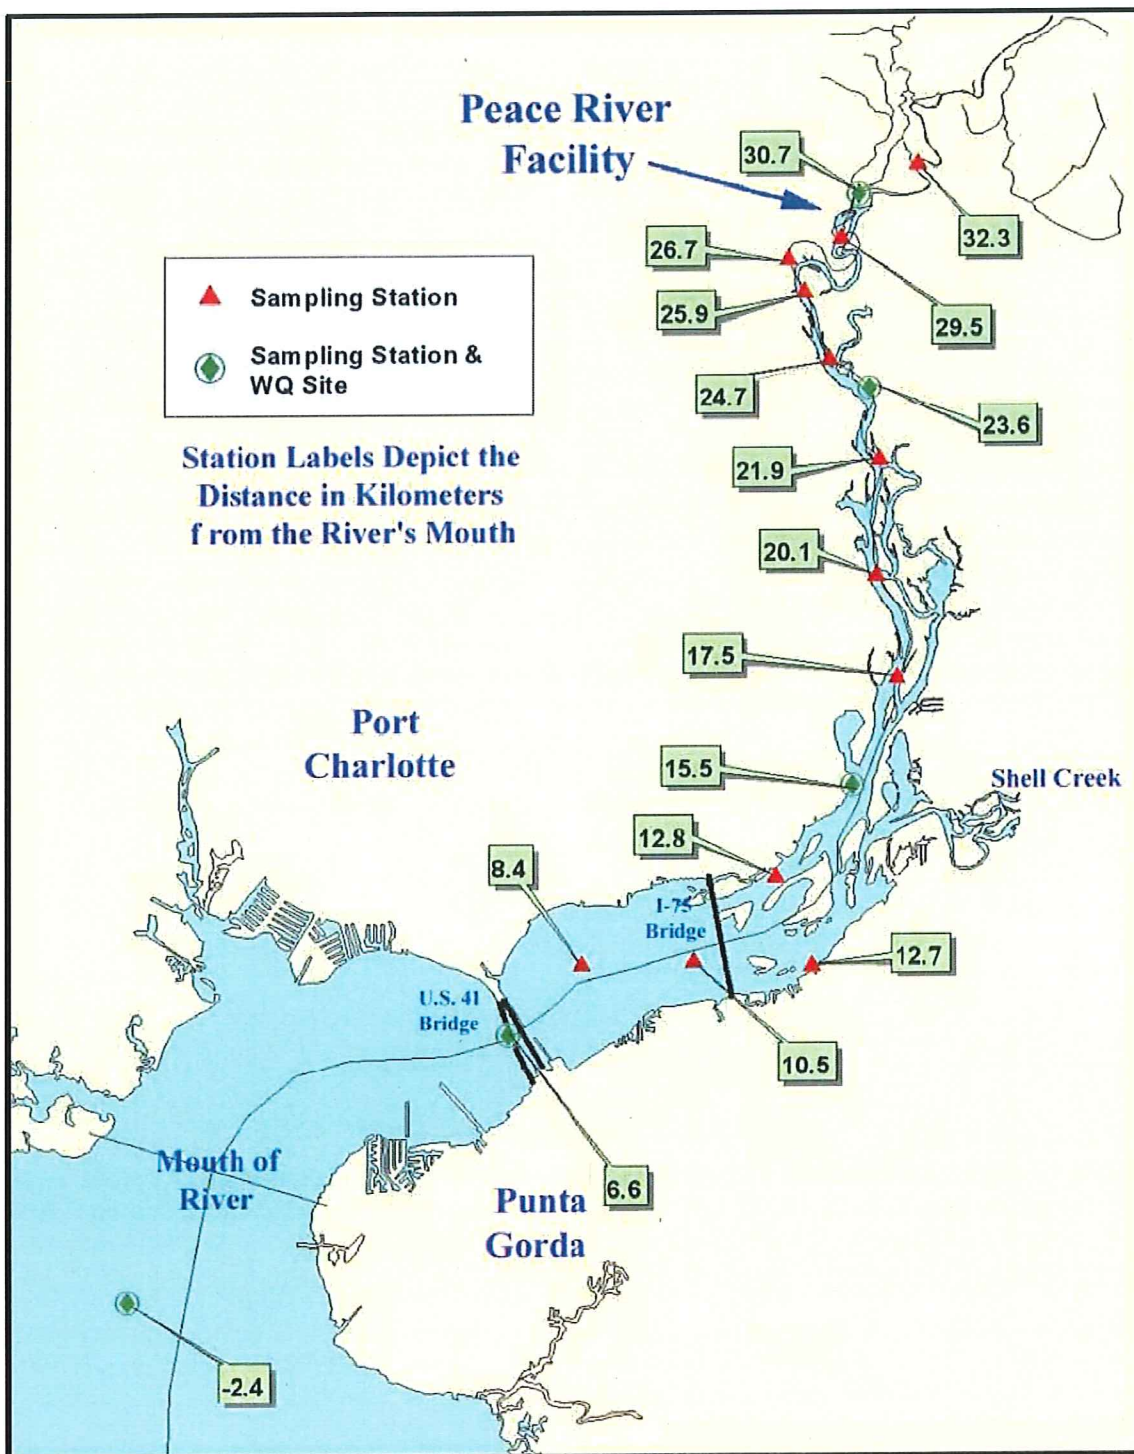 Peace River
Facility
30.7
32.3
26.7
25.9
29.5
24.7
23.6
Sampling Station
Sampling Station &
WQ Site
Station Labels Depict the
Distance in Kilometers
f rom the River's Mouth
21.9
20.1
17.5
Port
Charlotte
15.5
Shell Creek
12.8
8.4
I-75
Bridge
12.7
U.S. 41
Bridge
10.5
Mouth of
River
6.6
Punta
Gorda
-2.4